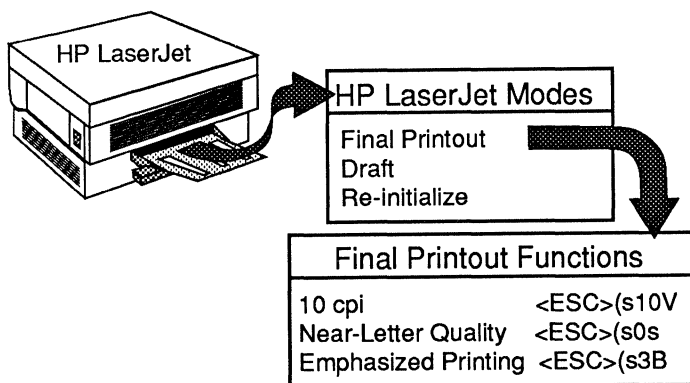 HP LaserJet
HP LaserJet Modes
Final Printout
Draft
Re-initialize
Final Printout Functions
10 cpi <ESC>(s10V
Near-Letter Quality <ESC>(s0s
Emphasized Printing <ESC>(s3B